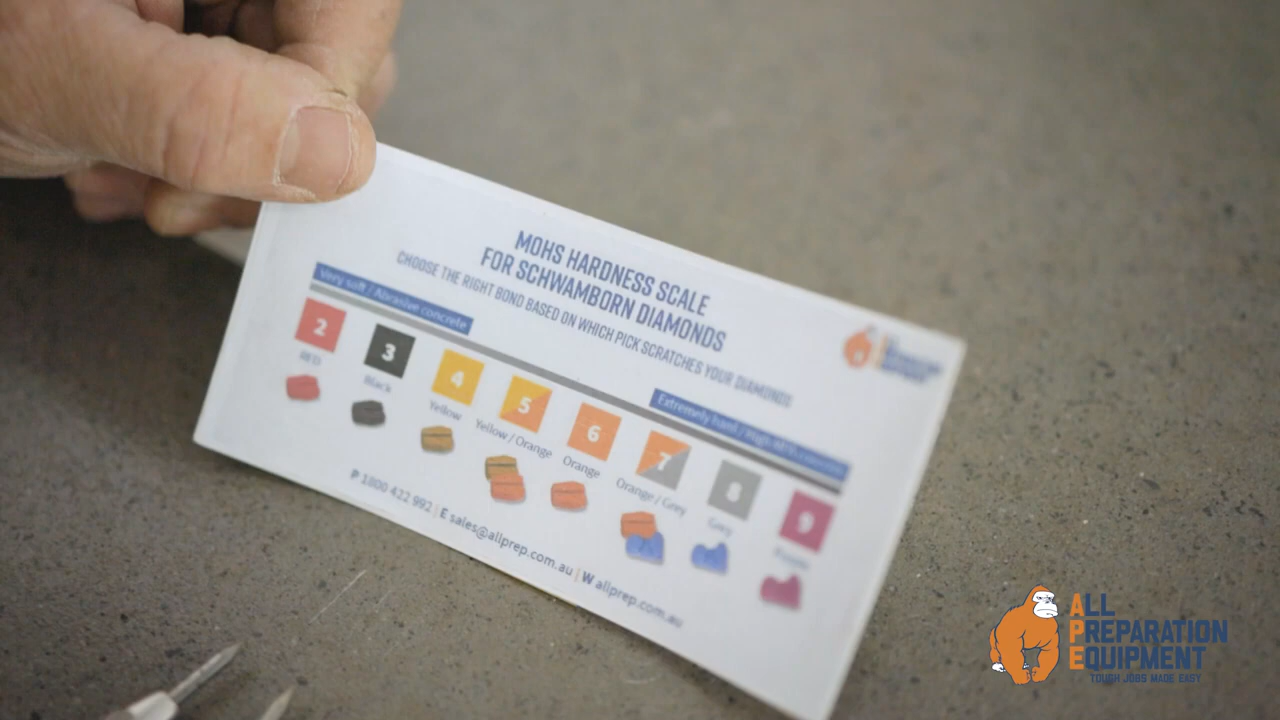 MOHS HARDNESS SCALE
FOR SCHWAMBORN DIAMONDS
CHOOSE THE RIGHT BOND BASED ON WHICH PICK SCRATCHES YOUR DIAMONDS
Very soft / Abrasive concrete
Extremely hard / High MPA concrete
2 3 4 5 6 7 8 9
RED Black Yellow Yellow / Orange Orange Orange / Grey Grey
P 1800 422 992 | E sales@allprep.com.au | W allprep.com.au
ALL
PREPARATION
EQUIPMENT
TOUGH JOBS MADE EASY